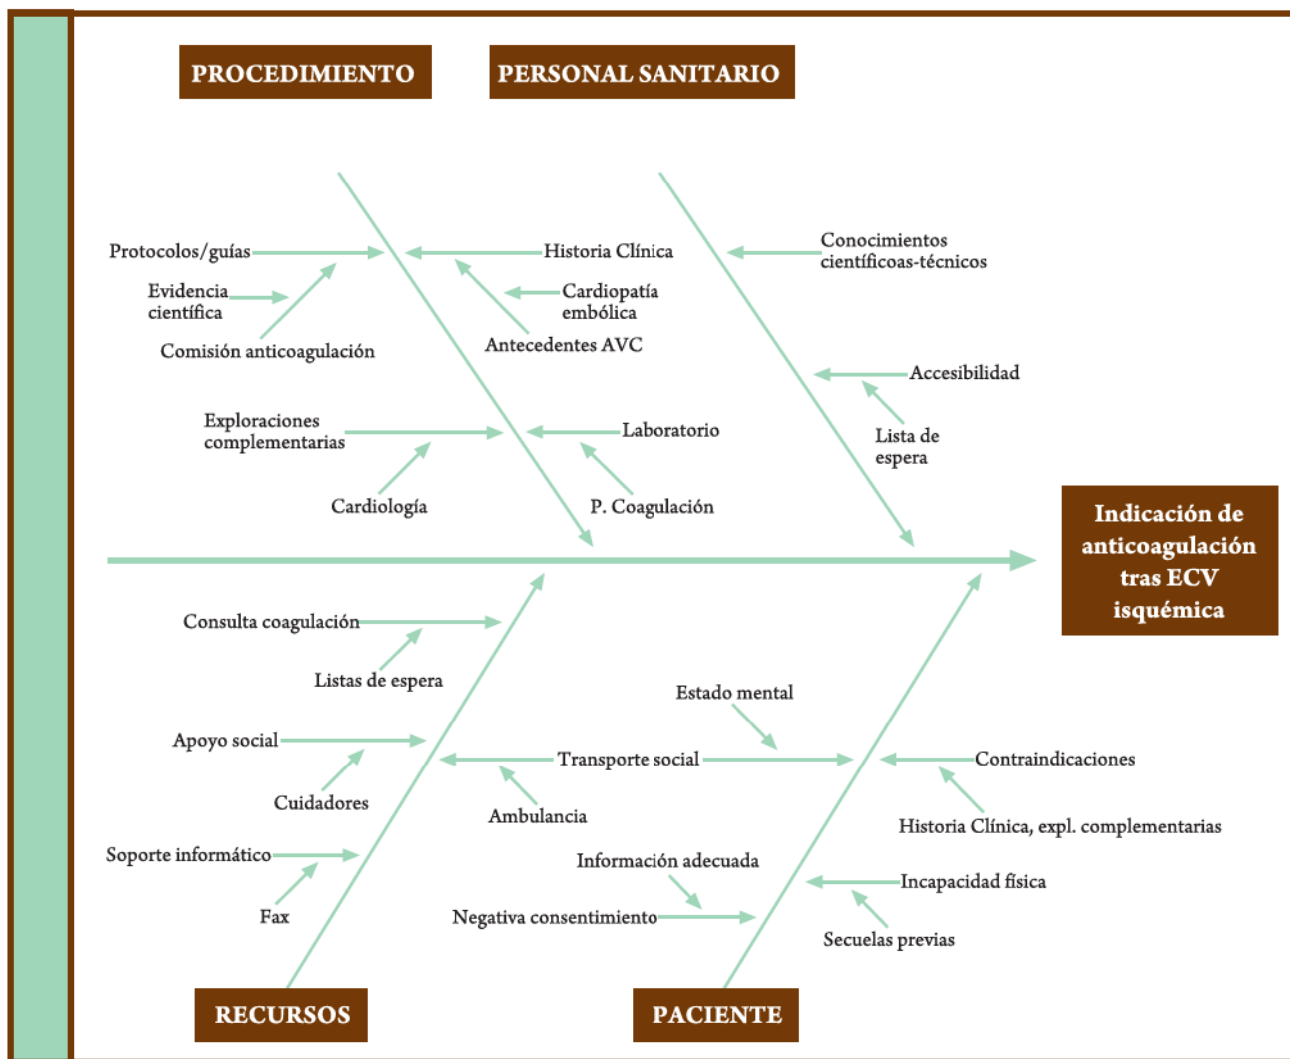 PROCEDIMIENTO
PERSONAL SANITARIO
Protocolos/guías
Historia Clínica
Conocimientos
científicoas-técnicos
Evidencia
científica
Cardiopatía
embólica
Comisión anticoagulación
Antecedentes AVC
Accesibilidad
Exploraciones
complementarias
Laboratorio
Lista de
espera
Cardiología
P. Coagulación
Indicación de
anticoagulación
tras ECV
isquémica
Consulta coagulación
Listas de espera
Estado mental
Apoyo social
Transporte social
Contraindicaciones
Cuidadores
Ambulancia
Historia Clínica, expl. complementarias
Soporte informático
Información adecuada
Incapacidad física
Fax
Negativa consentimiento
Secuelas previas
RECURSOS
PACIENTE